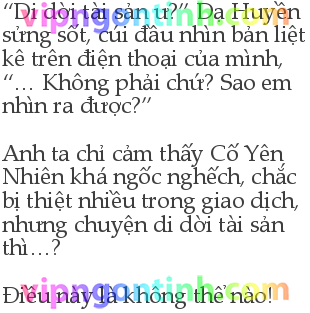 “Di dời tài sản ư?” Dạ Huyền
vipngontinh.com
sửng sốt, cúi đầu nhìn bản liệt
kê trên điện thoại của mình,
“… Không phải chứ? Sao em
nhìn ra được?”
Anh ta chỉ cảm thấy Cố Yên
Nhiên khá ngốc nghếch, chắc
bị thiệt nhiều trong giao dịch,
nhưng chuyện di dời tài sản
thì…?
Điều này là không thể nào!
vipngontinh.com